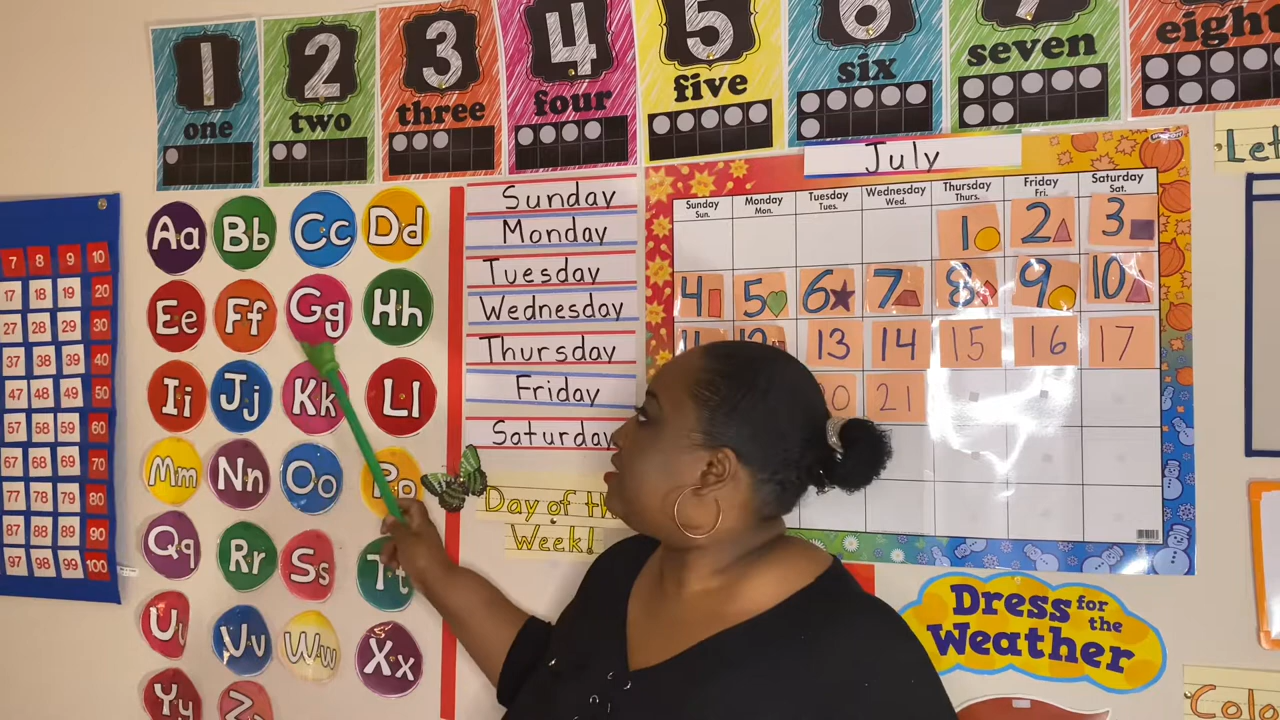 1 2 3 4 5 6 7
one two three four five six seven eight
July
Sunday Monday Tuesday Wednesday Thursday Friday Saturday
Sun. Mon. Tues. Wed. Thurs. Fri. Sat.
1 2 3
4 5 6 7 8 9 10
13 14 15 16 17
21
Sunday
Monday
Tuesday
Wednesday
Thursday
Friday
Saturday
Day of
Week!
Aa Bb Cc Dd
Ee Ff Gg Hh
Ii Jj Kk Ll
Mm Nn Oo Pp
Qq Rr Ss Tt
Uu Vv Ww Xx
Yy
7 8 9 10
17 18 19 20
27 28 29 30
37 38 39 40
47 48 49 50
57 58 59 60
67 68 69 70
77 78 79 80
87 88 89 90
97 98 99 100
Dress for the
Weather